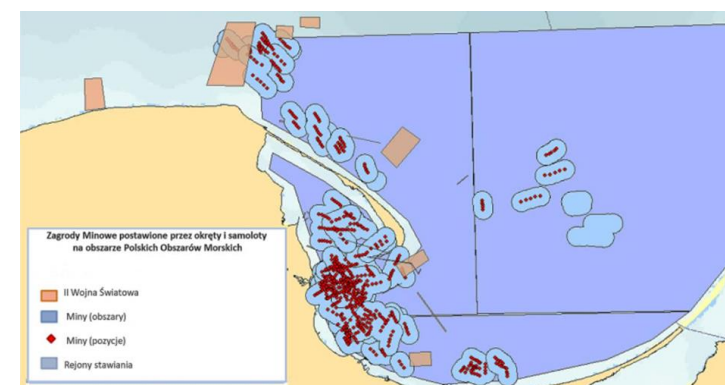 Zagrody Minowe postawione przez okręty i samoloty
na obszarze Polskich Obszarów Morskich
II Wojna Światowa
Miny (obszary)
Miny (pozycje)
Rejony stawiania